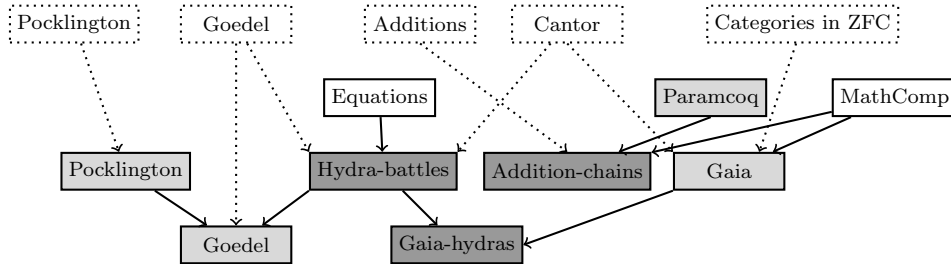 Pocklington
Goedel
Additions
Cantor
Categories in ZFC
Equations
Paramcoq
MathComp
Pocklington
Hydra-battles
Addition-chains
Gaia
Goedel
Gaia-hydras